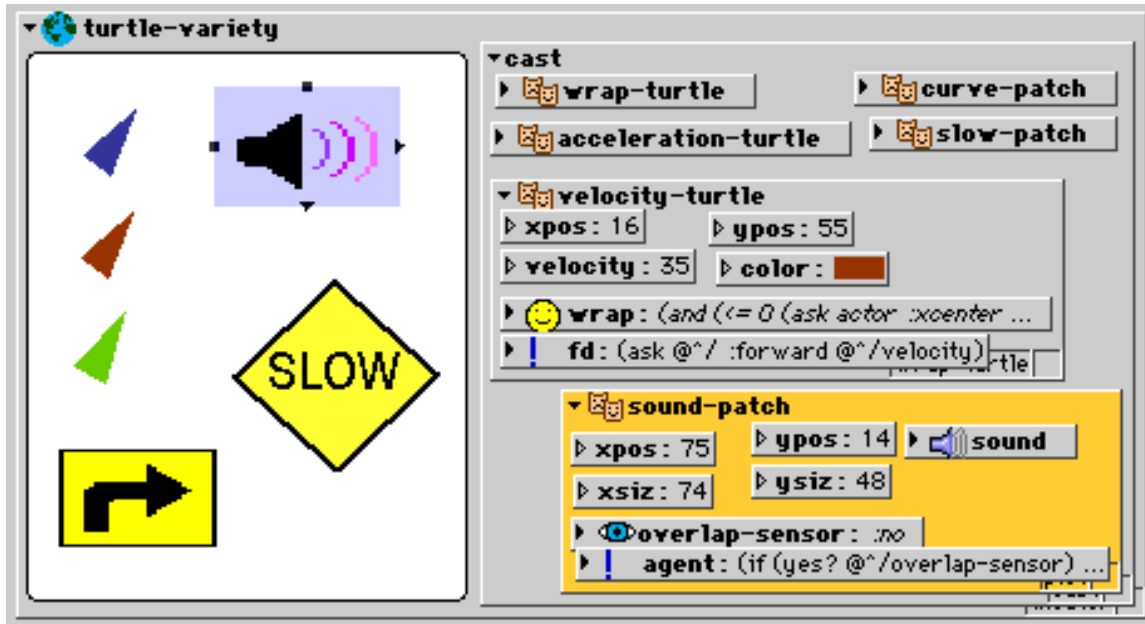 turtle-variety
cast
wrap-turtle
curve-patch
acceleration-turtle
slow-patch
velocity-turtle
xpos: 16
ypos: 55
velocity: 35
color:
wrap: (and (<= 0 (ask actor :xcenter ...
fd: (ask @^/ :forward @^/velocity)
SLOW
sound-patch
xpos: 75
ypos: 14
sound
xsiz: 74
ysiz: 48
overlap-sensor: :no
agent: (if (yes? @^/overlap-sensor) ...